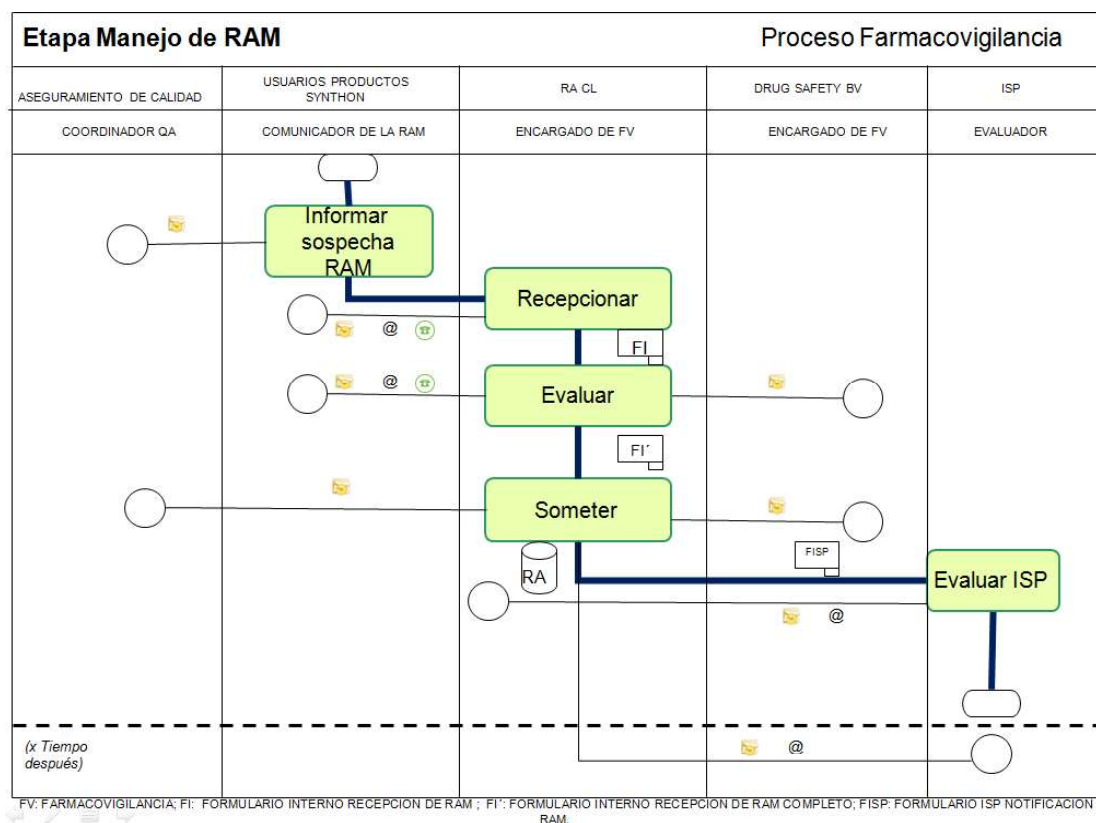 Etapa Manejo de RAM
Proceso Farmacovigilancia
ASEGURAMIENTO DE CALIDAD
USUARIOS PRODUCTOS
SYNTHON
RA CL
DRUG SAFETY BV
ISP
COORDINADOR QA
COMUNICADOR DE LA RAM
ENCARGADO DE FV
ENCARGADO DE FV
EVALUADOR
Informar
sospecha
RAM
Recepcionar
@
FI
@
Evaluar
FI´
Someter
RA
FISP
Evaluar ISP
@
(x Tiempo
después)
@
FV: FARMACOVIGILANCIA; FI: FORMULARIO INTERNO RECEPCION DE RAM ; FI´: FORMULARIO INTERNO RECEPCION DE RAM COMPLETO; FISP: FORMULARIO ISP NOTIFICACION
RAM.